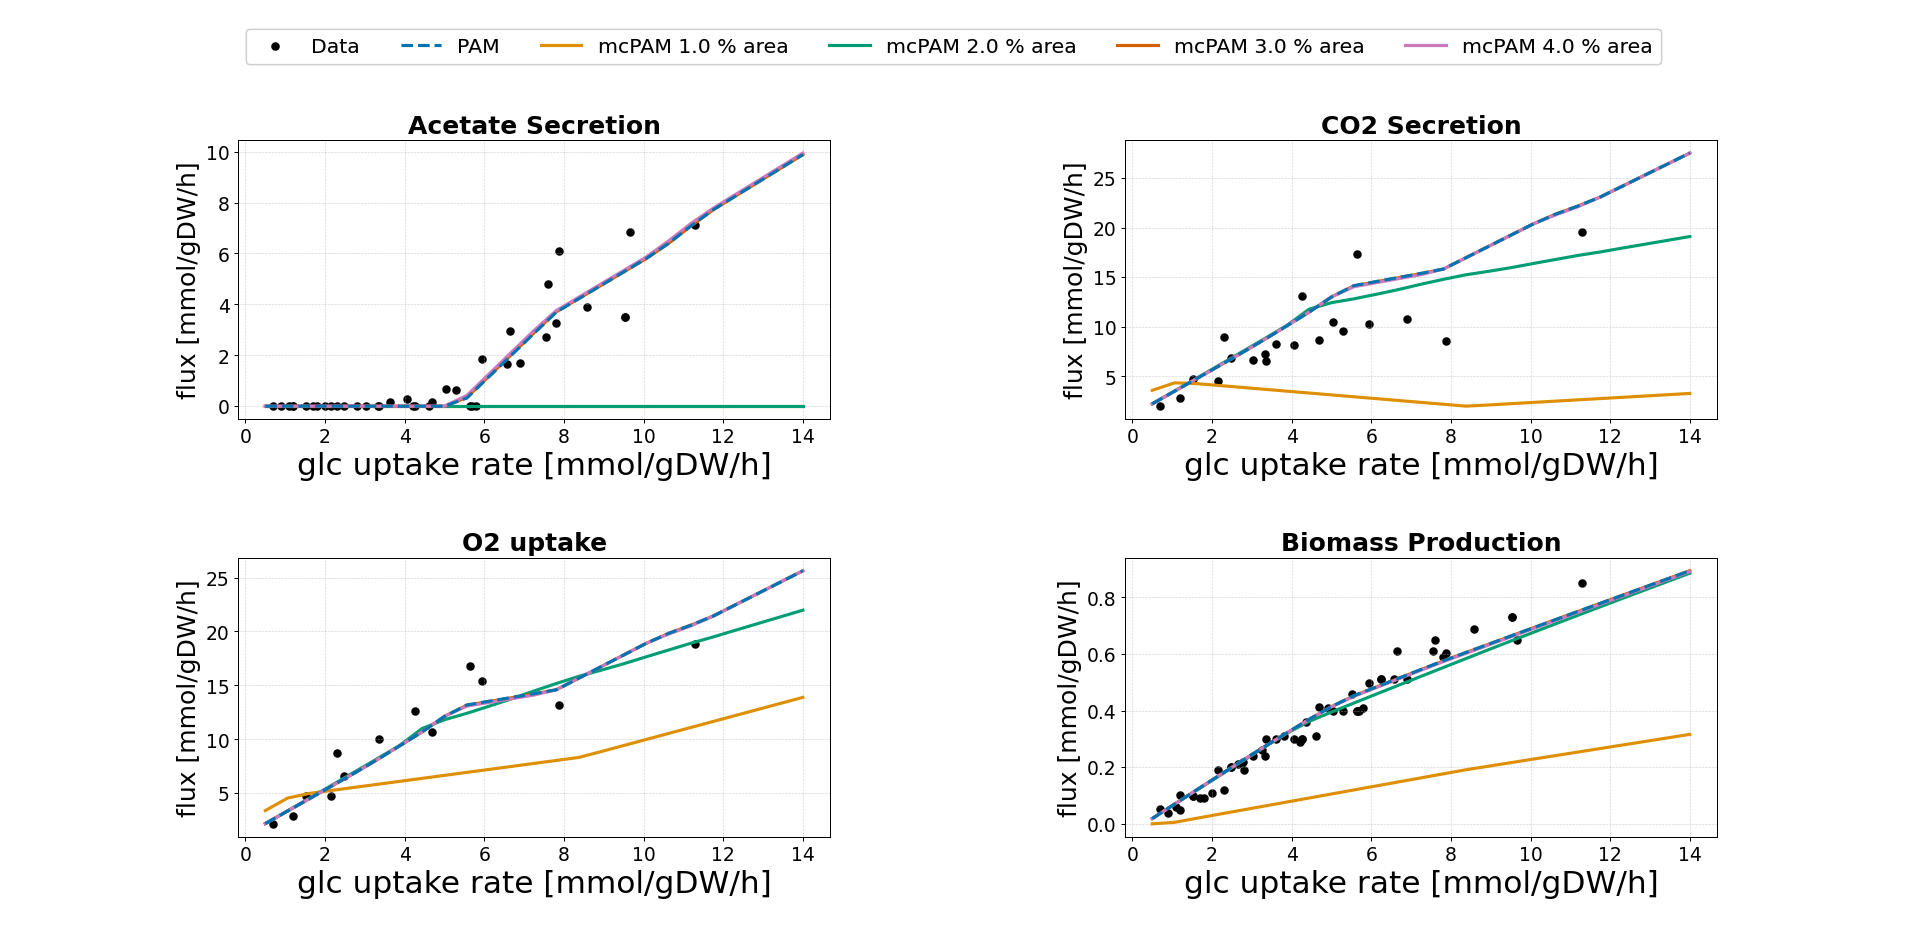 Data PAM mcPAM 1.0 % area mcPAM 2.0 % area mcPAM 3.0 % area mcPAM 4.0 % area
Acetate Secretion
flux [mmol/gDW/h]
10
8
6
4
2
0
0 2 4 6 8 10 12 14
glc uptake rate [mmol/gDW/h]
CO2 Secretion
flux [mmol/gDW/h]
25
20
15
10
5
0 2 4 6 8 10 12 14
glc uptake rate [mmol/gDW/h]
O2 uptake
flux [mmol/gDW/h]
25
20
15
10
5
0 2 4 6 8 10 12 14
glc uptake rate [mmol/gDW/h]
Biomass Production
flux [mmol/gDW/h]
0.8
0.6
0.4
0.2
0.0
0 2 4 6 8 10 12 14
glc uptake rate [mmol/gDW/h]